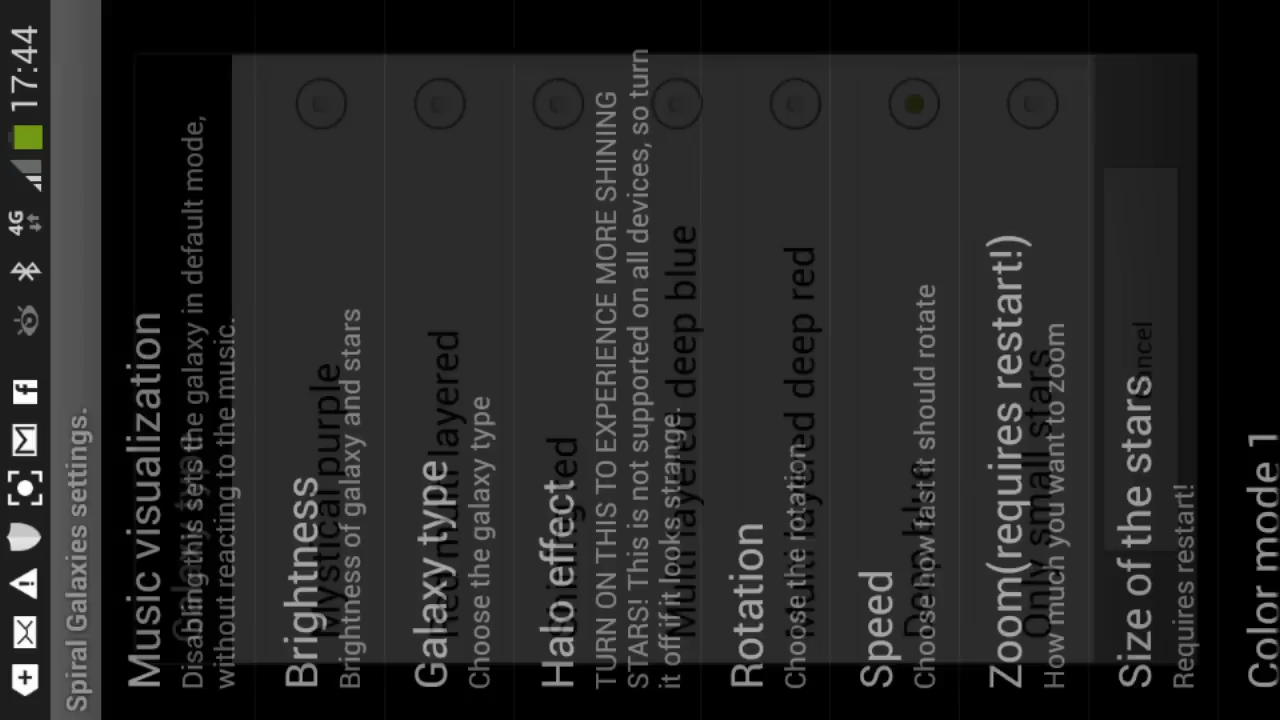 17:44
4G
Spiral Galaxies settings.
Music visualization
Disabling this sets the galaxy in default mode,
without reacting to the music.
Brightness
Mystical purple
Brightness of galaxy and stars
Galaxy type
multi layered
Choose the galaxy type
Halo effect
TURN ON THIS TO EXPERIENCE MORE SHINING
STARS! This is not supported on all devices, so turn
it off if it looks strange.
Multi layered deep blue
Rotation
Multi layered deep red
Choose the rotation
Speed
Deep blue
Choose how fast it should rotate
Zoom(requires restart!)
Only small stars
How much you want to zoom
Cancel
Size of the stars
Requires restart!
Color mode 1